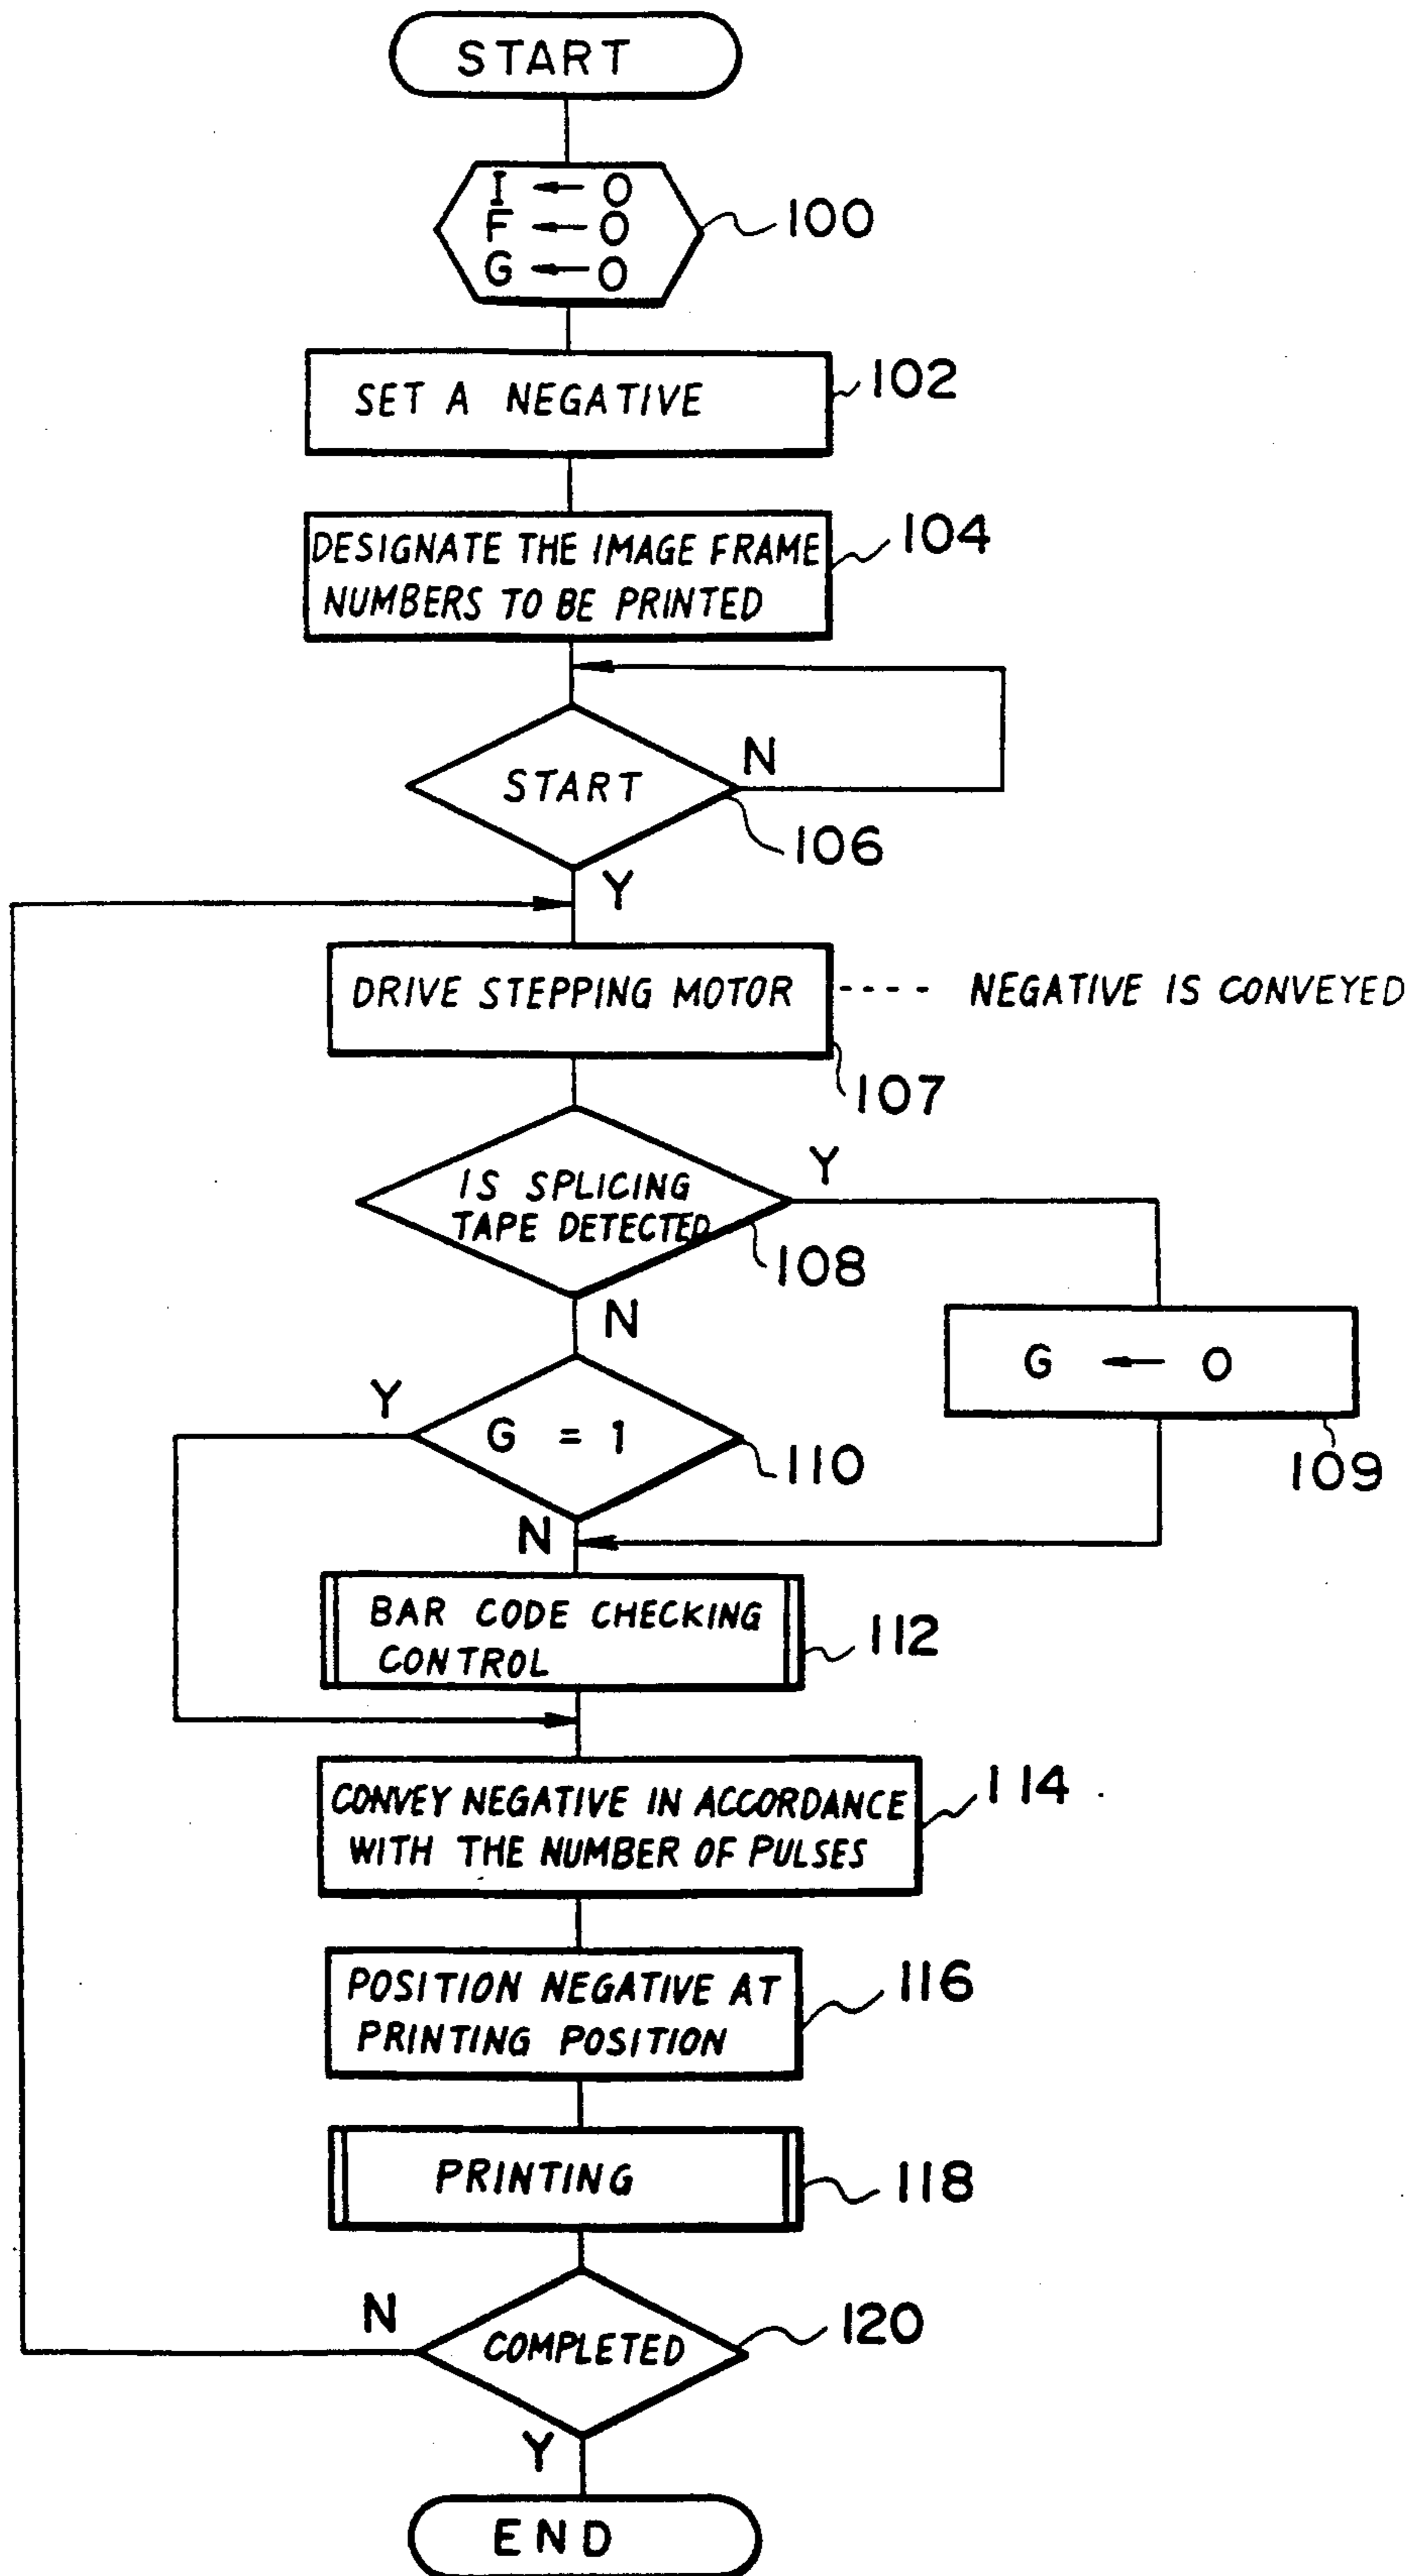 START
I ← 0
F ← 0
G ← 0
100
SET A NEGATIVE
102
DESIGNATE THE IMAGE FRAME
NUMBERS TO BE PRINTED
104
START
N
106
Y
DRIVE STEPPING MOTOR ---- NEGATIVE IS CONVEYED
107
IS SPLICING
TAPE DETECTED
Y
108
N
G ← 0
109
Y
G = 1
110
N
BAR CODE CHECKING
CONTROL
112
CONVEY NEGATIVE IN ACCORDANCE
WITH THE NUMBER OF PULSES
114
POSITION NEGATIVE AT
PRINTING POSITION
116
PRINTING
118
N
COMPLETED
120
Y
END